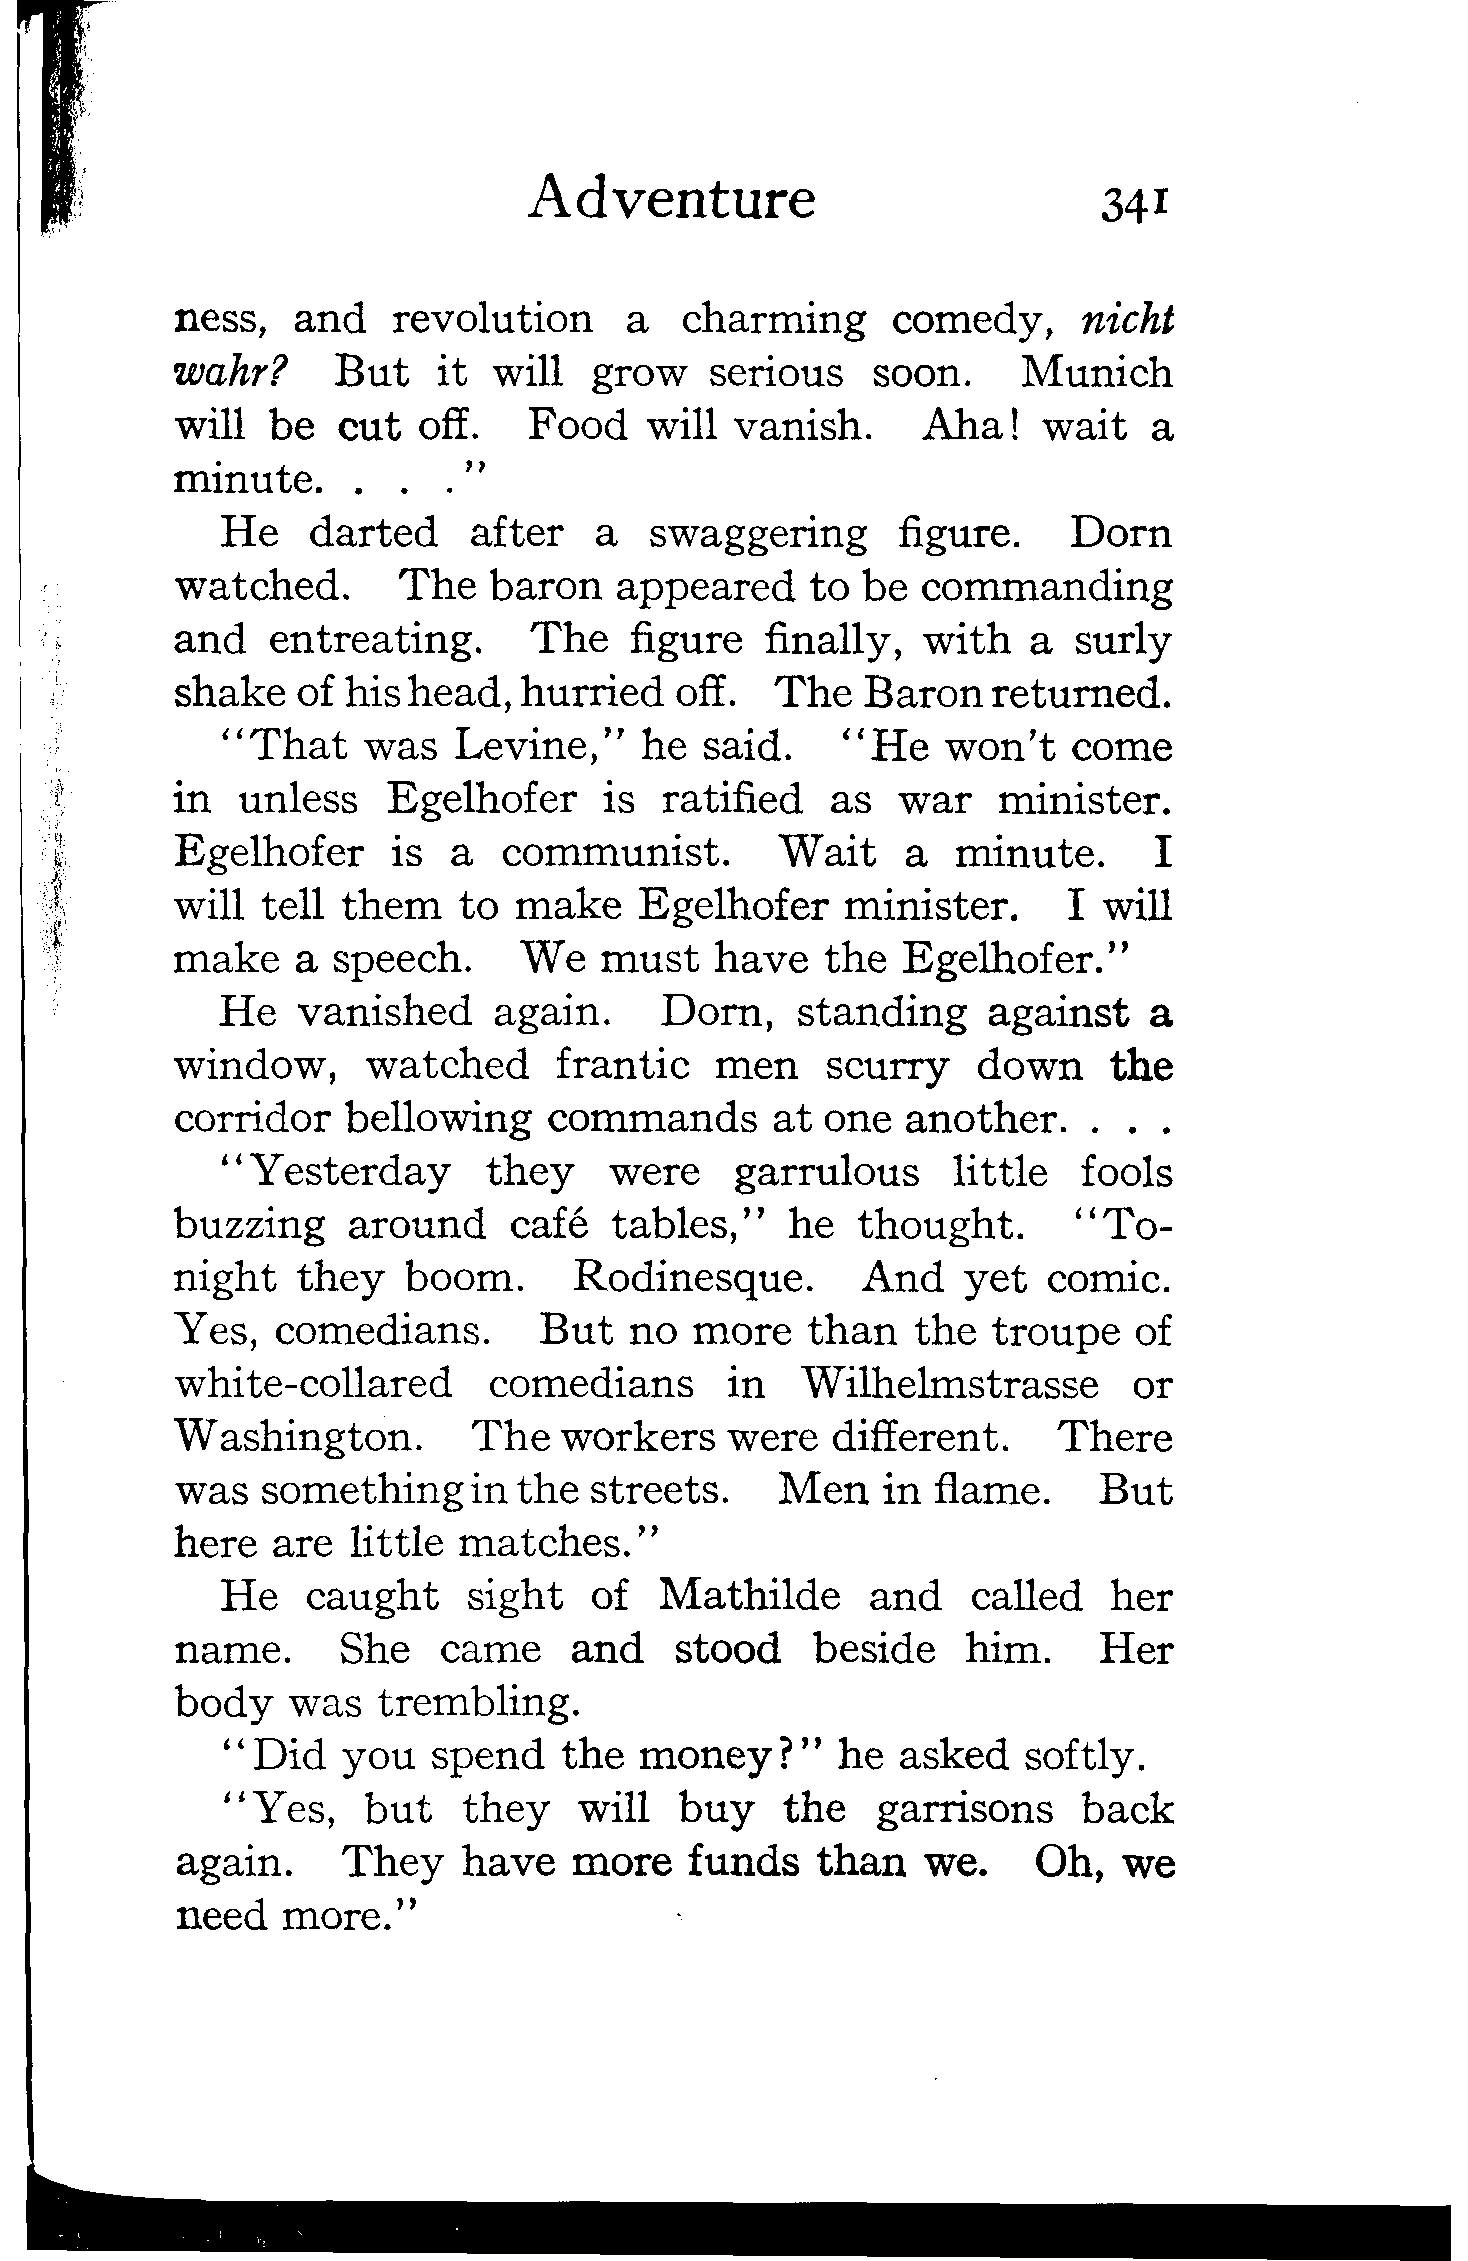 Adventure 341
ness, and revolution a charming comedy, nicht
wahr? But it will grow serious soon. Munich
will be cut off. Food will vanish. Aha! wait a
minute. . . ."
He darted after a swaggering figure. Dorn
watched. The baron appeared to be commanding
and entreating. The figure finally, with a surly
shake of his head, hurried off. The Baron returned.
"That was Levine," he said. "He won't come
in unless Egelhofer is ratified as war minister.
Egelhofer is a communist. Wait a minute. I
will tell them to make Egelhofer minister. I will
make a speech. We must have the Egelhofer."
He vanished again. Dorn, standing against a
window, watched frantic men scurry down the
corridor bellowing commands at one another. . . .
"Yesterday they were garrulous little fools
buzzing around café tables," he thought. "To-
night they boom. Rodinesque. And yet comic.
Yes, comedians. But no more than the troupe of
white-collared comedians in Wilhelmstrasse or
Washington. The workers were different. There
was something in the streets. Men in flame. But
here are little matches."
He caught sight of Mathilde and called her
name. She came and stood beside him. Her
body was trembling.
"Did you spend the money?" he asked softly.
"Yes, but they will buy the garrisons back
again. They have more funds than we. Oh, we
need more."